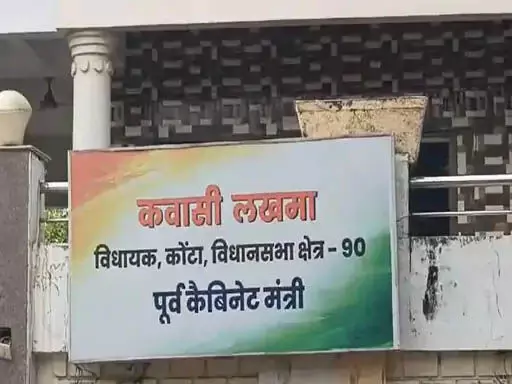 कवासी लखमा
विधायक, कोंटा, विधानसभा क्षेत्र - 90
पूर्व कैबिनेट मंत्री